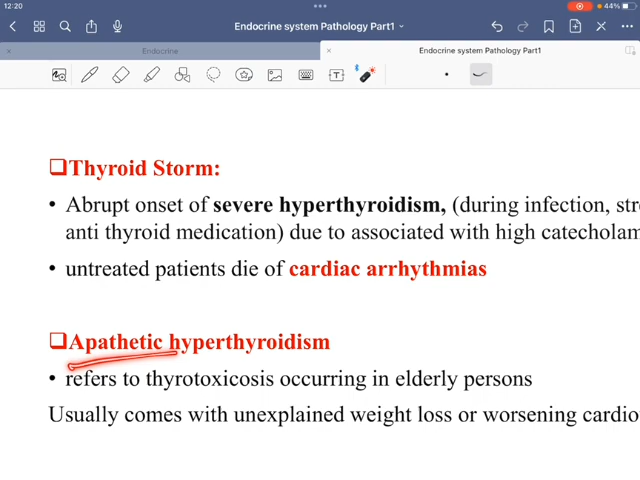 12:20
44%
Endocrine system Pathology Part1
Endocrine
Endocrine system Pathology Part1
Thyroid Storm:
• Abrupt onset of severe hyperthyroidism, (during infection, str
anti thyroid medication) due to associated with high catecholam
• untreated patients die of cardiac arrhythmias
Apathetic hyperthyroidism
• refers to thyrotoxicosis occurring in elderly persons
Usually comes with unexplained weight loss or worsening cardio